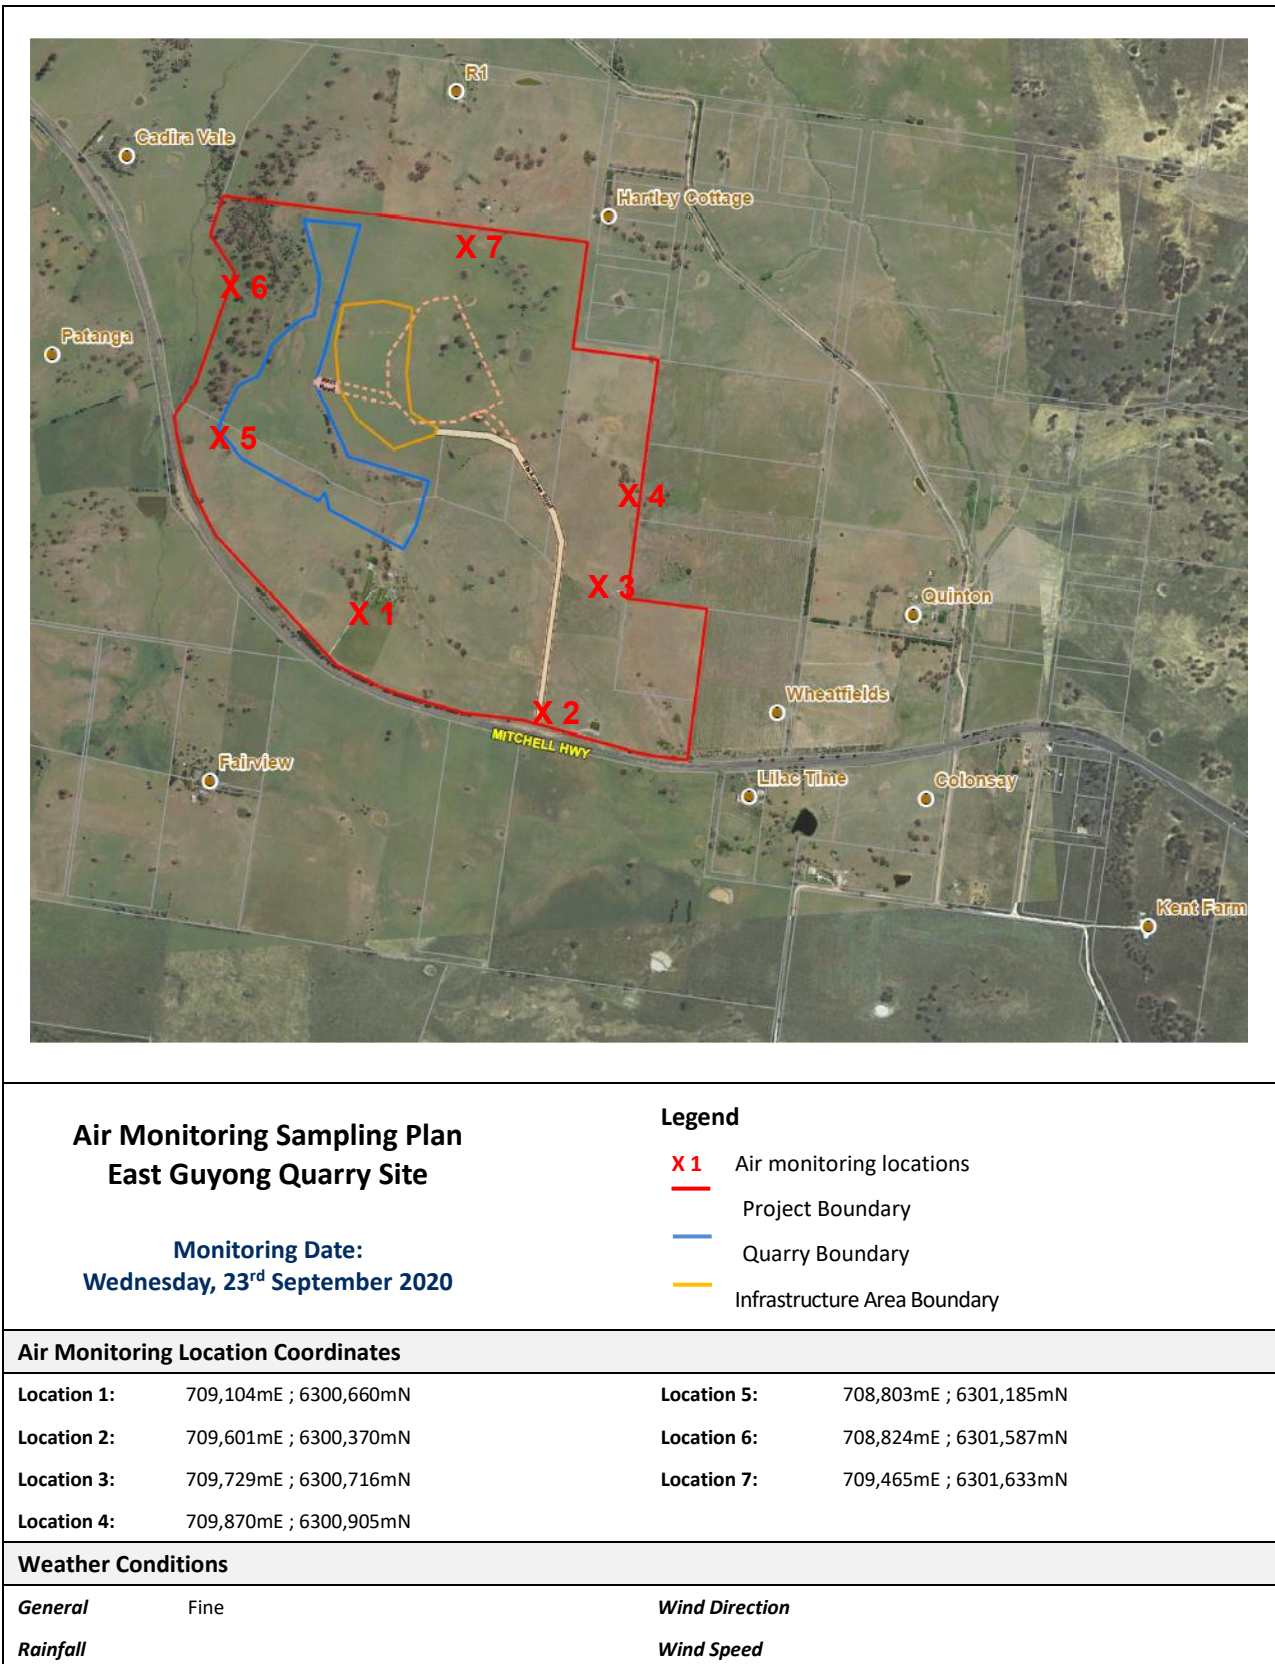 R1
Cadira Vale
Hartley Cottage
X 7
X 6
Patanga
X 5
X 4
X 3
Quinton
X 1
Wheatfields
X 2
MITCHELL HWY
Fairview
Lilac Time
Colonsay
Kent Farm
Air Monitoring Sampling Plan
East Guyong Quarry Site
Monitoring Date:
Wednesday, 23rd September 2020
Legend
X 1 Air monitoring locations
Project Boundary
Quarry Boundary
Infrastructure Area Boundary
Air Monitoring Location Coordinates
Location 1: 709,104mE ; 6300,660mN Location 5: 708,803mE ; 6301,185mN
Location 2: 709,601mE ; 6300,370mN Location 6: 708,824mE ; 6301,587mN
Location 3: 709,729mE ; 6300,716mN Location 7: 709,465mE ; 6301,633mN
Location 4: 709,870mE ; 6300,905mN
Weather Conditions
General Fine Wind Direction
Rainfall Wind Speed